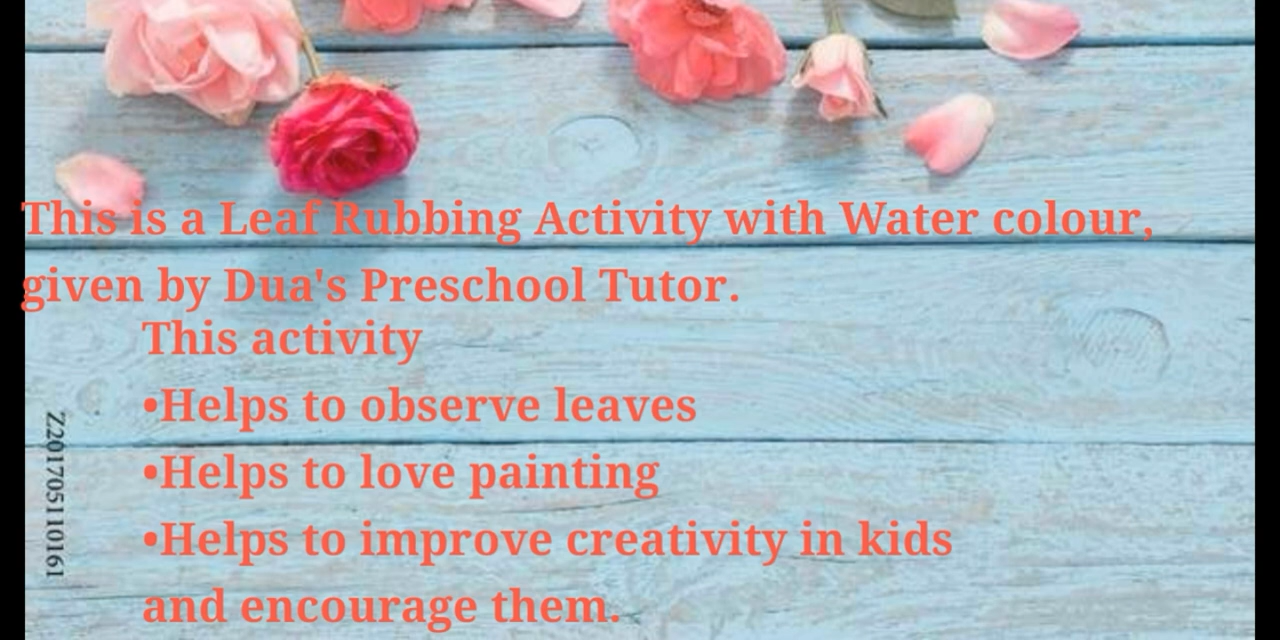 This is a Leaf Rubbing Activity with Water colour,
given by Dua's Preschool Tutor.
This activity
•Helps to observe leaves
•Helps to love painting
•Helps to improve creativity in kids
and encourage them.
Z201705110161